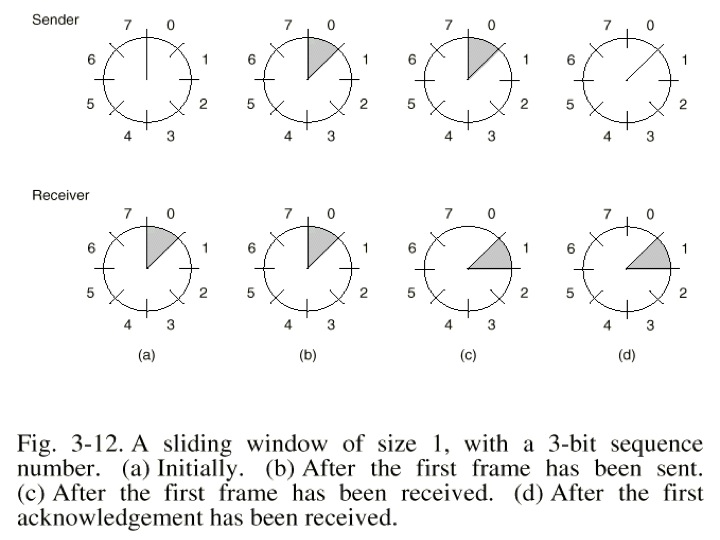 Sender
7 0 7 0 7 0 7 0
6 1 6 1 6 1 6 1
5 2 5 2 5 2 5 2
4 3 4 3 4 3 4 3
Receiver
7 0 7 0 7 0 7 0
6 1 6 1 6 1 6 1
5 2 5 2 5 2 5 2
4 3 4 3 4 3 4 3
(a) (b) (c) (d)
Fig. 3-12. A sliding window of size 1, with a 3-bit sequence
number. (a) Initially. (b) After the first frame has been sent.
(c) After the first frame has been received. (d) After the first
acknowledgement has been received.